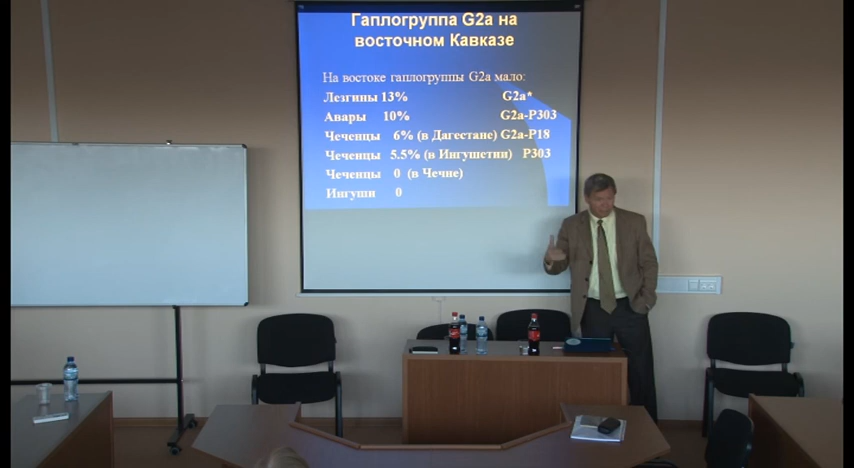 Гаплогруппа G2a на
восточном Кавказе
На востоке гаплогруппы G2a мало:
Лезгины 13% G2a*
Авары 10% G2a-P303
Чеченцы 6% (в Дагестане) G2a-P18
Чеченцы 5.5% (в Ингушетии) P303
Чеченцы 0 (в Чечне)
Ингуши 0